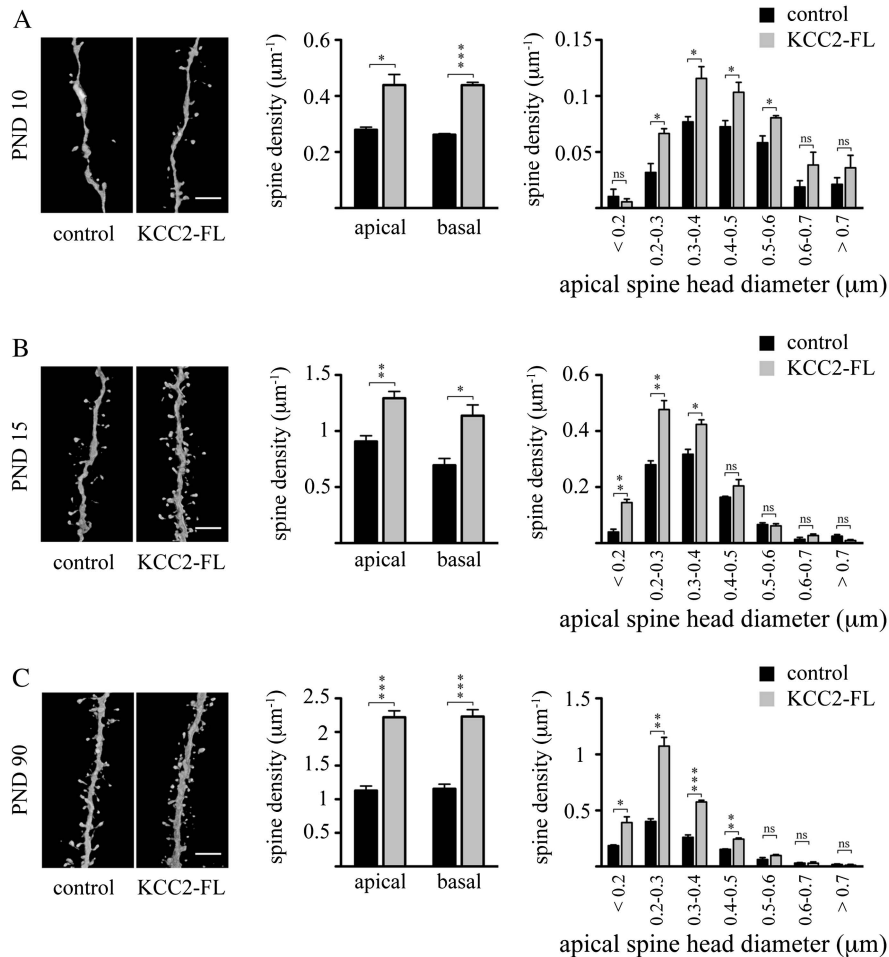 A
PND 10
control
KCC2-FL
spine density (μm⁻¹)
0.6
0.4
0.2
*
***
apical
basal
spine density (μm⁻¹)
0.15
0.1
0.05
control
KCC2-FL
ns
*
*
*
*
ns
ns
< 0.2
0.2-0.3
0.3-0.4
0.4-0.5
0.5-0.6
0.6-0.7
> 0.7
apical spine head diameter (μm)
B
PND 15
control
KCC2-FL
spine density (μm⁻¹)
1.5
1
0.5
**
*
apical
basal
spine density (μm⁻¹)
0.6
0.4
0.2
control
KCC2-FL
**
**
*
ns
ns
ns
ns
< 0.2
0.2-0.3
0.3-0.4
0.4-0.5
0.5-0.6
0.6-0.7
> 0.7
apical spine head diameter (μm)
C
PND 90
control
KCC2-FL
spine density (μm⁻¹)
2.5
2
1.5
1
0.5
***
***
apical
basal
spine density (μm⁻¹)
1.5
1
0.5
control
KCC2-FL
*
**
***
**
ns
ns
ns
< 0.2
0.2-0.3
0.3-0.4
0.4-0.5
0.5-0.6
0.6-0.7
> 0.7
apical spine head diameter (μm)